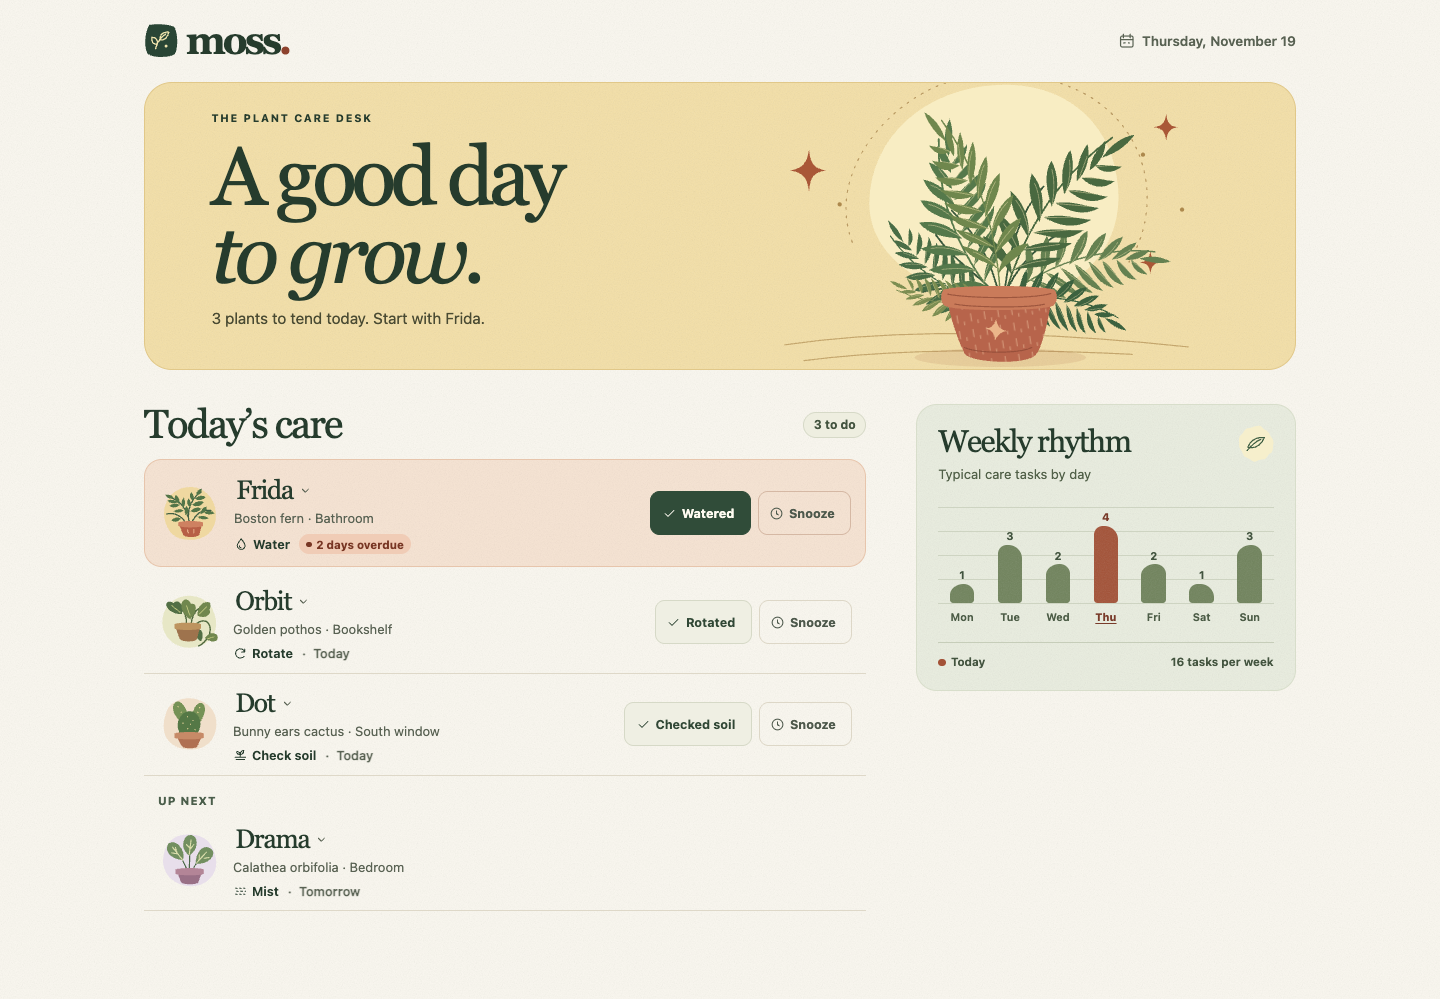 moss.
Thursday, November 19
THE PLANT CARE DESK
A good day
to grow.
3 plants to tend today. Start with Frida.
Today’s care
3 to do
Frida
Boston fern · Bathroom
Water
2 days overdue
Watered
Snooze
Orbit
Golden pothos · Bookshelf
Rotate · Today
Rotated
Snooze
Dot
Bunny ears cactus · South window
Check soil · Today
Checked soil
Snooze
UP NEXT
Drama
Calathea orbifolia · Bedroom
Mist · Tomorrow
Weekly rhythm
Typical care tasks by day
1 3 2 4 2 1 3
Mon Tue Wed Thu Fri Sat Sun
Today
16 tasks per week